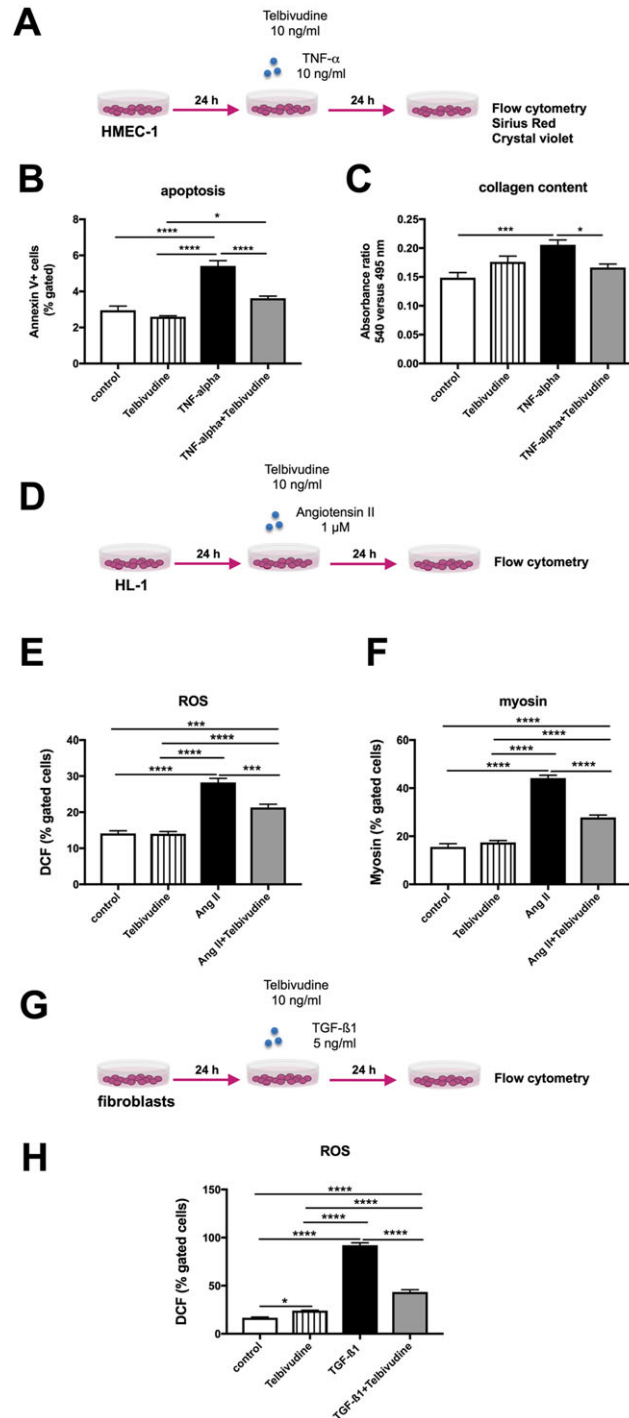 A
Telbivudine
10 ng/ml
TNF-α
10 ng/ml
24 h
24 h
HMEC-1
Flow cytometry
Sirius Red
Crystal violet
B
apoptosis
Annexin V+ cells
(% gated)
8
6
4
2
0
*
****
**** ****
control
Telbivudine
TNF-alpha
TNF-alpha+Telbivudine
C
collagen content
Absorbance ratio
540 versus 495 nm
0.25
0.20
0.15
0.10
0.05
0.00
*** *
control
Telbivudine
TNF-alpha
TNF-alpha+Telbivudine
D
Telbivudine
10 ng/ml
Angiotensin II
1 µM
24 h
24 h
HL-1
Flow cytometry
E
ROS
DCF (% gated cells)
40
30
20
10
0
***
****
****
**** ***
control
Telbivudine
Ang II
Ang II+Telbivudine
F
myosin
Myosin (% gated cells)
60
40
20
0
****
****
****
**** ****
control
Telbivudine
Ang II
Ang II+Telbivudine
G
Telbivudine
10 ng/ml
TGF-ß1
5 ng/ml
24 h
24 h
fibroblasts
Flow cytometry
H
ROS
DCF (% gated cells)
150
100
50
0
****
****
****
**** ****
*
control
Telbivudine
TGF-ß1
TGF-ß1+Telbivudine